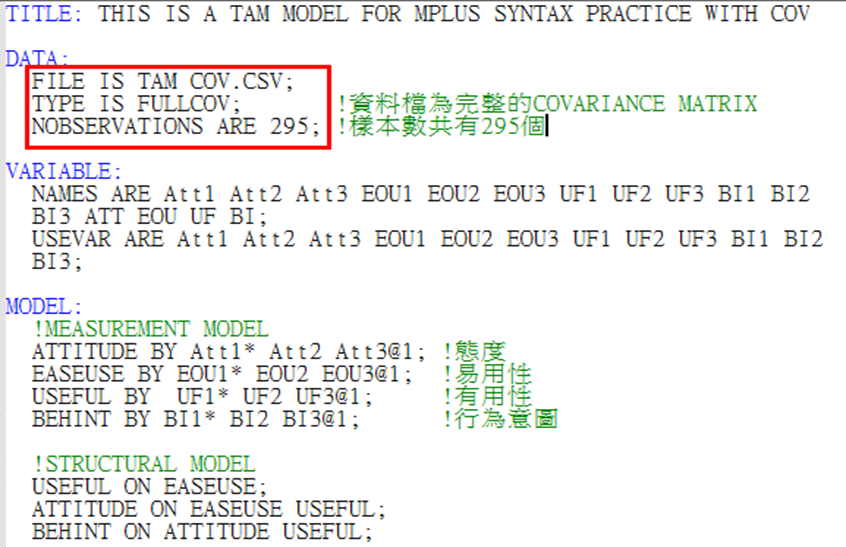 TITLE: THIS IS A TAM MODEL FOR MPLUS SYNTAX PRACTICE WITH COV
DATA:
FILE IS TAM COV.CSV;
TYPE IS FULLCOV; !資料檔為完整的COVARIANCE MATRIX
NOBSERVATIONS ARE 295; !樣本數共有295個
VARIABLE:
NAMES ARE Att1 Att2 Att3 EOU1 EOU2 EOU3 UF1 UF2 UF3 BI1 BI2
BI3 ATT EOU UF BI;
USEVAR ARE Att1 Att2 Att3 EOU1 EOU2 EOU3 UF1 UF2 UF3 BI1 BI2
BI3;
MODEL:
!MEASUREMENT MODEL
ATTITUDE BY Att1* Att2 Att3@1; !態度
EASEUSE BY EOU1* EOU2 EOU3@1; !易用性
USEFUL BY UF1* UF2 UF3@1; !有用性
BEHINT BY BI1* BI2 BI3@1; !行為意圖
!STRUCTURAL MODEL
USEFUL ON EASEUSE;
ATTITUDE ON EASEUSE USEFUL;
BEHINT ON ATTITUDE USEFUL;